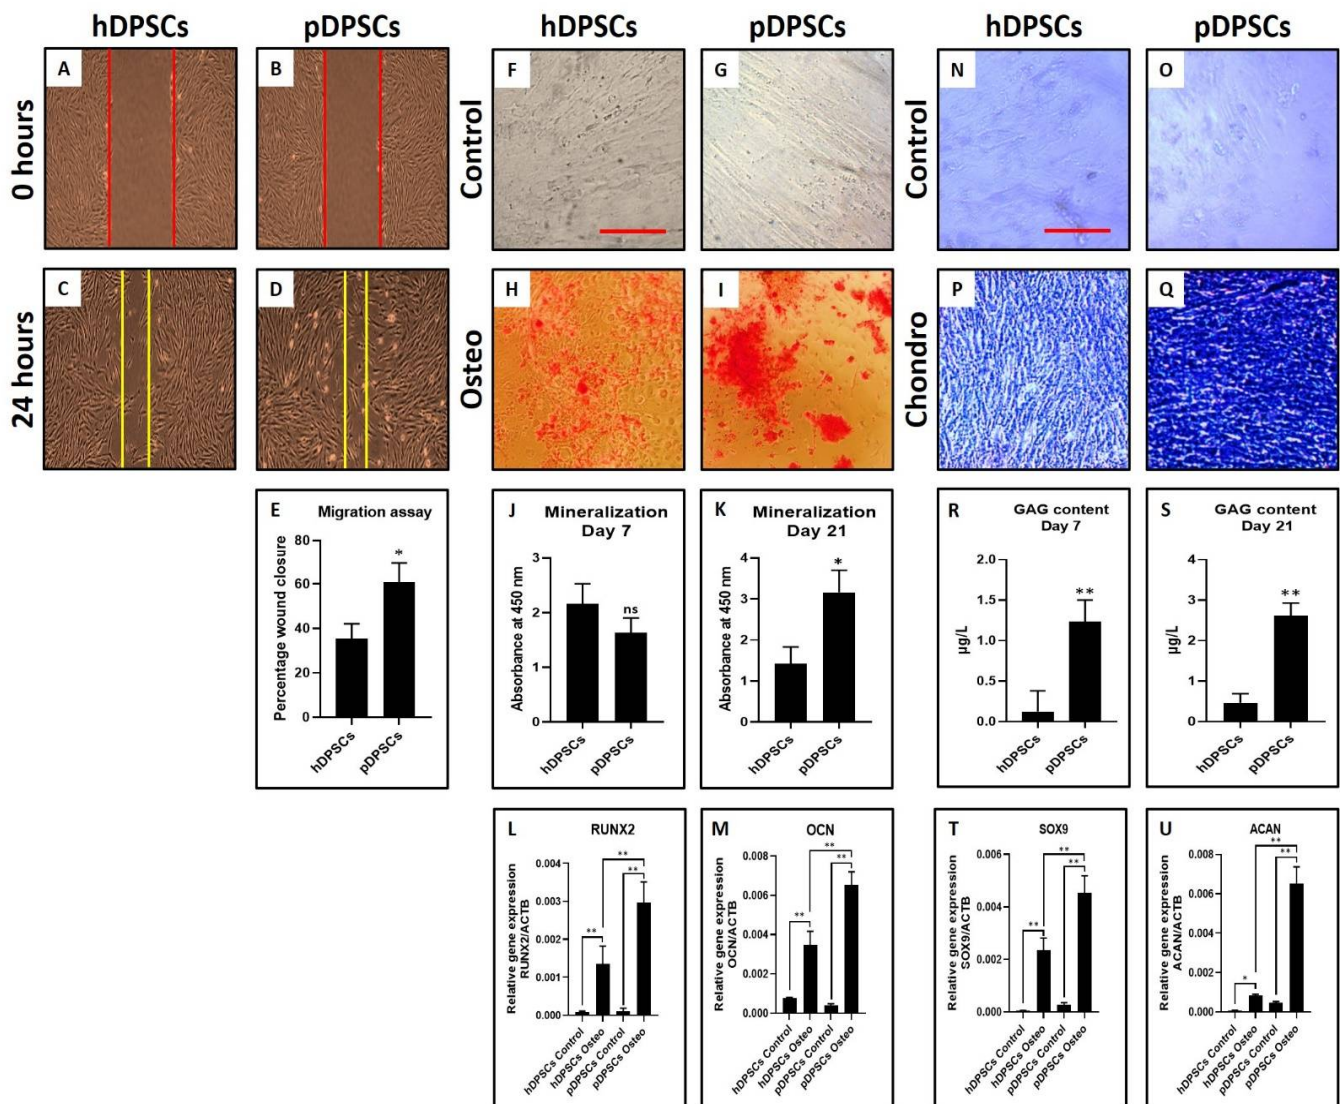 hDPSCs
pDPSCs
hDPSCs
pDPSCs
hDPSCs
pDPSCs
0 hours
A
B
Control
F
G
Control
N
O
24 hours
C
D
Osteo
H
I
Chondro
P
Q
E
Migration assay
Percentage wound closure
80
60
40
20
0
*
hDPSCs
pDPSCs
J
Mineralization
Day 7
Absorbance at 450 nm
3
2
1
0
ns
hDPSCs
pDPSCs
K
Mineralization
Day 21
Absorbance at 450 nm
4
3
2
1
0
*
hDPSCs
pDPSCs
R
GAG content
Day 7
µg/L
2.0
1.5
1.0
0.5
0.0
**
hDPSCs
pDPSCs
S
GAG content
Day 21
µg/L
4
3
2
1
0
**
hDPSCs
pDPSCs
L
RUNX2
Relative gene expression
RUNX2/ACTB
0.004
0.003
0.002
0.001
0.000
**
**
**
hDPSCs Control
hDPSCs Osteo
pDPSCs Control
pDPSCs Osteo
M
OCN
Relative gene expression
OCN/ACTB
0.008
0.006
0.004
0.002
0.000
**
**
**
hDPSCs Control
hDPSCs Osteo
pDPSCs Control
pDPSCs Osteo
T
SOX9
Relative gene expression
SOX9/ACTB
0.006
0.004
0.002
0.000
**
**
**
hDPSCs Control
hDPSCs Osteo
pDPSCs Control
pDPSCs Osteo
U
ACAN
Relative gene expression
ACAN/ACTB
0.008
0.006
0.004
0.002
0.000
**
**
*
hDPSCs Control
hDPSCs Osteo
pDPSCs Control
pDPSCs Osteo